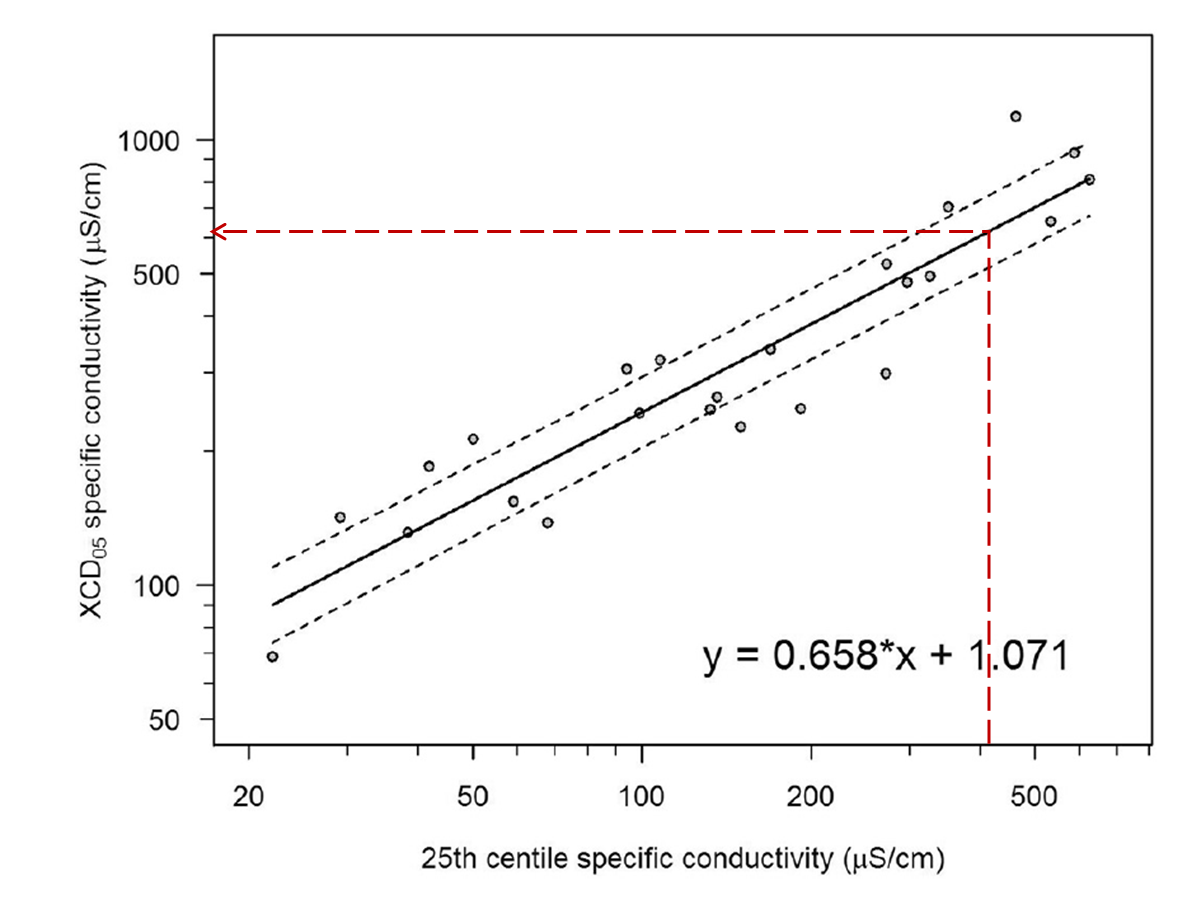 1000
500
100
50
XCD05 specific conductivity (µS/cm)
y = 0.658*x + 1.071
20 50 100 200 500
25th centile specific conductivity (µS/cm)